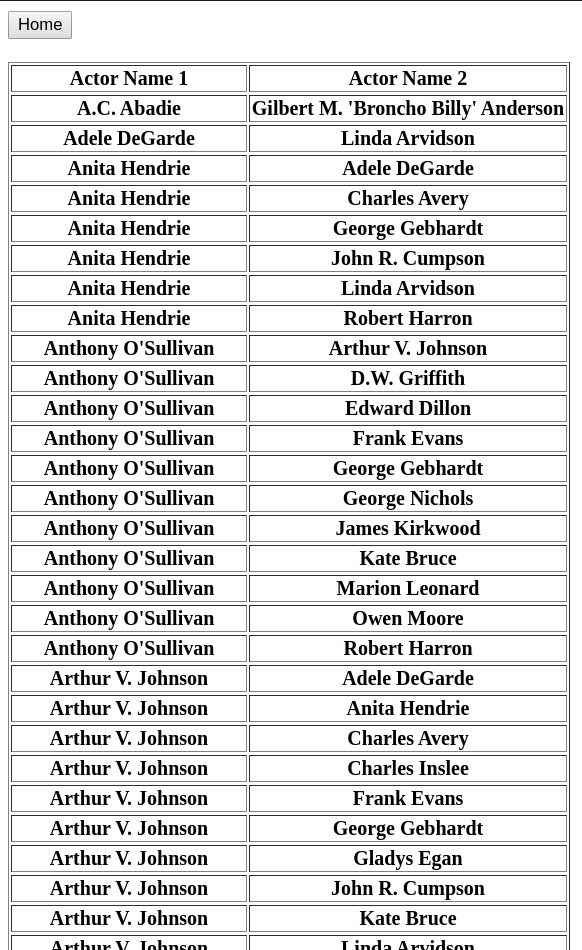 Home
Actor Name 1 Actor Name 2
A.C. Abadie Gilbert M. 'Broncho Billy' Anderson
Adele DeGarde Linda Arvidson
Anita Hendrie Adele DeGarde
Anita Hendrie Charles Avery
Anita Hendrie George Gebhardt
Anita Hendrie John R. Cumpson
Anita Hendrie Linda Arvidson
Anita Hendrie Robert Harron
Anthony O'Sullivan Arthur V. Johnson
Anthony O'Sullivan D.W. Griffith
Anthony O'Sullivan Edward Dillon
Anthony O'Sullivan Frank Evans
Anthony O'Sullivan George Gebhardt
Anthony O'Sullivan George Nichols
Anthony O'Sullivan James Kirkwood
Anthony O'Sullivan Kate Bruce
Anthony O'Sullivan Marion Leonard
Anthony O'Sullivan Owen Moore
Anthony O'Sullivan Robert Harron
Arthur V. Johnson Adele DeGarde
Arthur V. Johnson Anita Hendrie
Arthur V. Johnson Charles Avery
Arthur V. Johnson Charles Inslee
Arthur V. Johnson Frank Evans
Arthur V. Johnson George Gebhardt
Arthur V. Johnson Gladys Egan
Arthur V. Johnson John R. Cumpson
Arthur V. Johnson Kate Bruce
Arthur V. Johnson Linda Arvidson